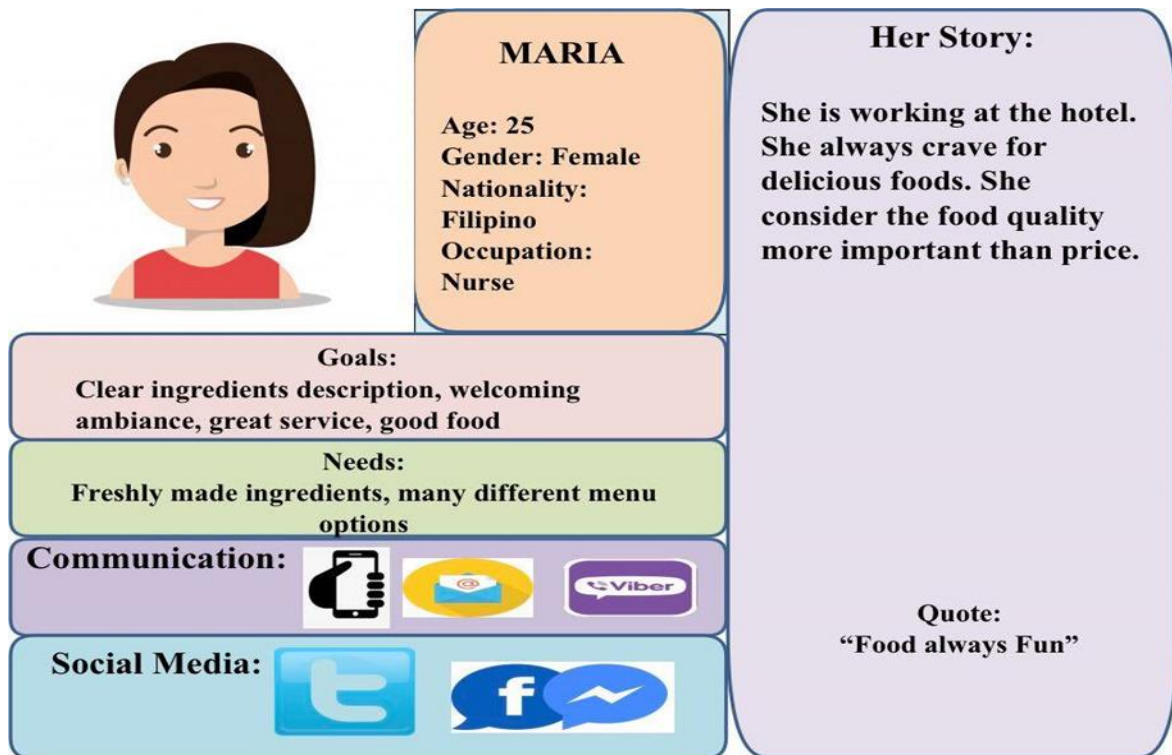 MARIA
Age: 25
Gender: Female
Nationality:
Filipino
Occupation:
Nurse
Her Story:
She is working at the hotel.
She always crave for
delicious foods. She
consider the food quality
more important than price.
Goals:
Clear ingredients description, welcoming
ambiance, great service, good food
Needs:
Freshly made ingredients, many different menu
options
Communication:
@
Viber
Social Media:
t
f
Quote:
“Food always Fun”